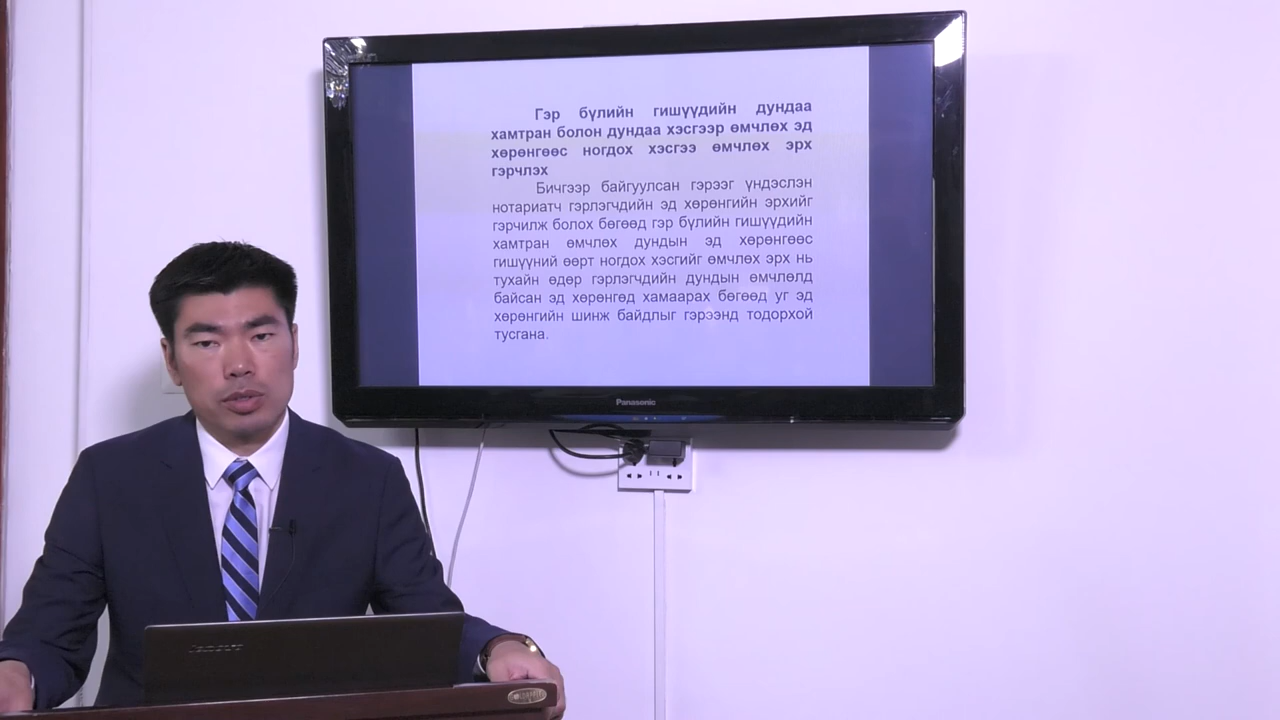 Гэр бүлийн гишүүдийн дундаа
хамтран болон дундаа хэсгээр өмчлөх эд
хөрөнгөөс ногдох хэсгээ өмчлөх эрх
гэрчлэх
Бичгээр байгуулсан гэрээг үндэслэн
нотариатч гэрлэгчдийн эд хөрөнгийн эрхийг
гэрчилж болох бөгөөд гэр бүлийн гишүүдийн
хамтран өмчлөх дундын эд хөрөнгөөс
гишүүний өөрт ногдох хэсгийг өмчлөх эрх нь
тухайн өдөр гэрлэгчдийн дундын өмчлөлд
байсан эд хөрөнгөд хамаарах бөгөөд уг эд
хөрөнгийн шинж байдлыг гэрээнд тодорхой
тусгана.
Panasonic
lenovo